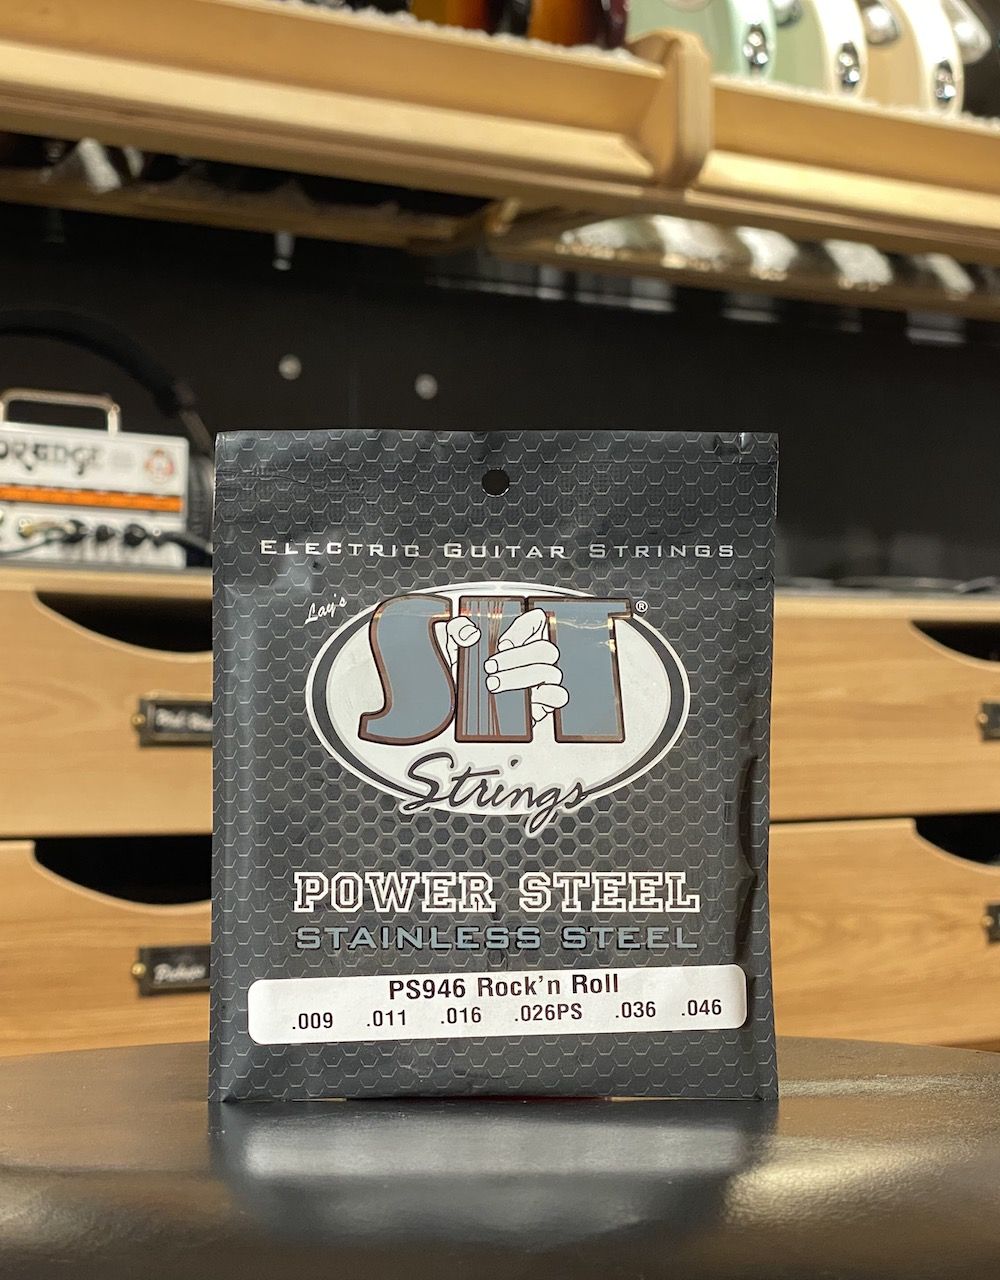 ELECTRIC GUITAR STRINGS
Lay's
SIT ®
Strings
POWER STEEL
STAINLESS STEEL
PS946 Rock'n Roll
.009 .011 .016 .026PS .036 .046
Pickups